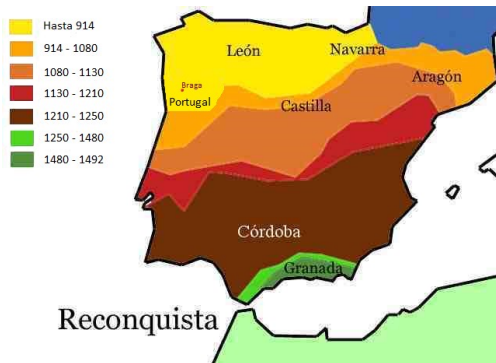 Hasta 914
914 - 1080
1080 - 1130
1130 - 1210
1210 - 1250
1250 - 1480
1480 - 1492
León
Navarra
Braga
Portugal
Aragón
Castilla
Córdoba
Granada
Reconquista